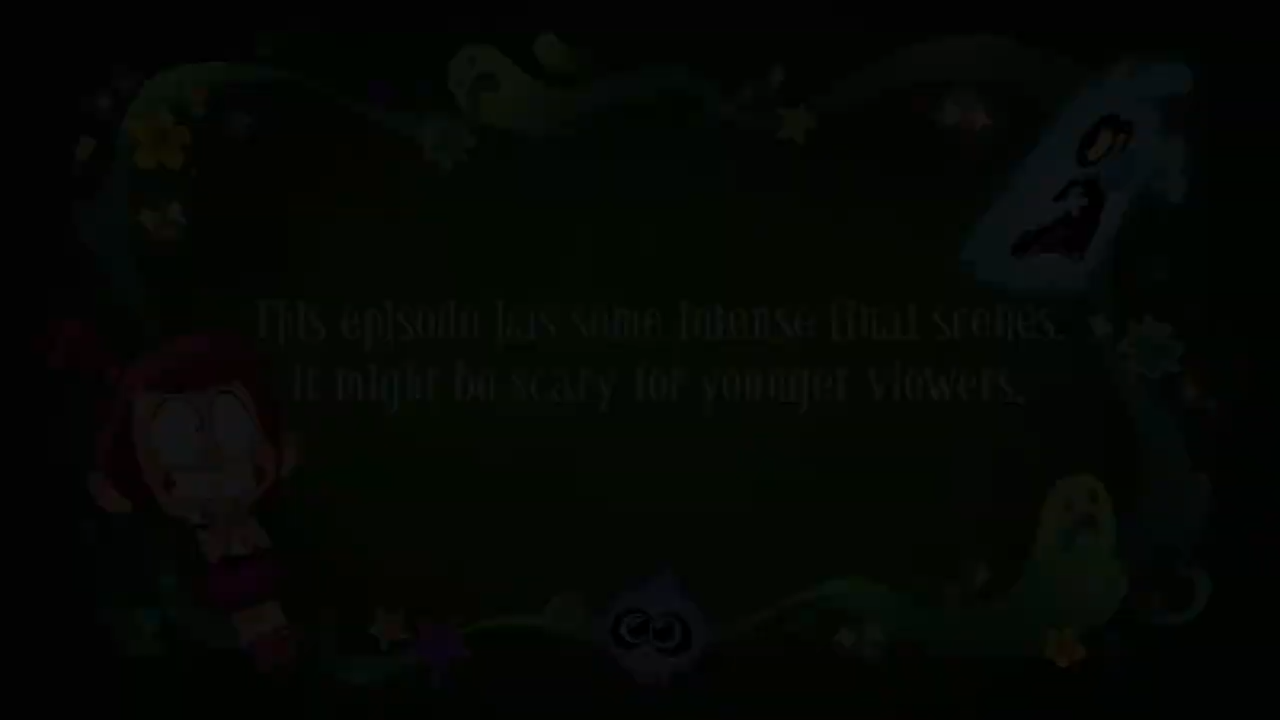 This episode has some intense final scenes.
It might be scary for younger viewers.